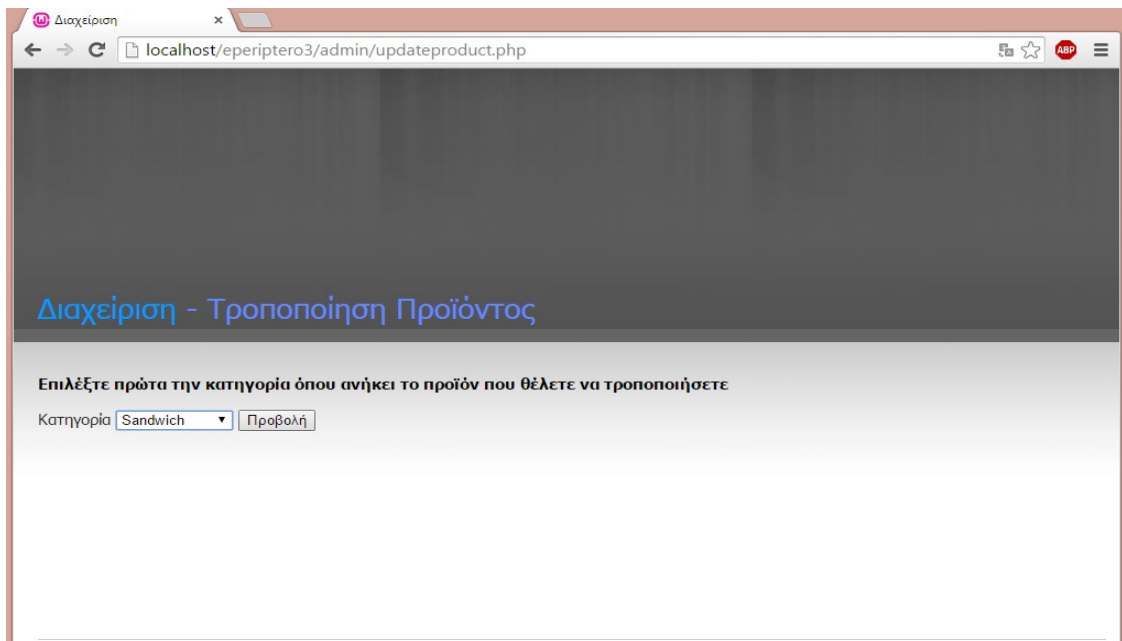 Διαχείριση
localhost/eperiptero3/admin/updateproduct.php
ABP
Διαχείριση - Τροποποίηση Προϊόντος
Επιλέξτε πρώτα την κατηγορία όπου ανήκει το προϊόν που θέλετε να τροποποιήσετε
Κατηγορία Sandwich Προβολή